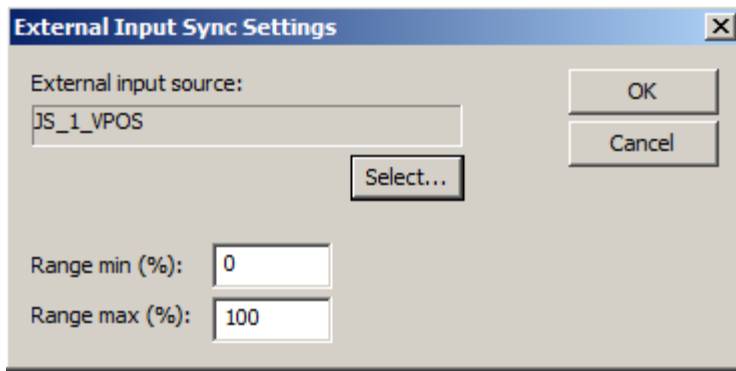 External Input Sync Settings
External input source:
OK
JS_1_VPOS
Cancel
Select...
Range min (%): 0
Range max (%): 100